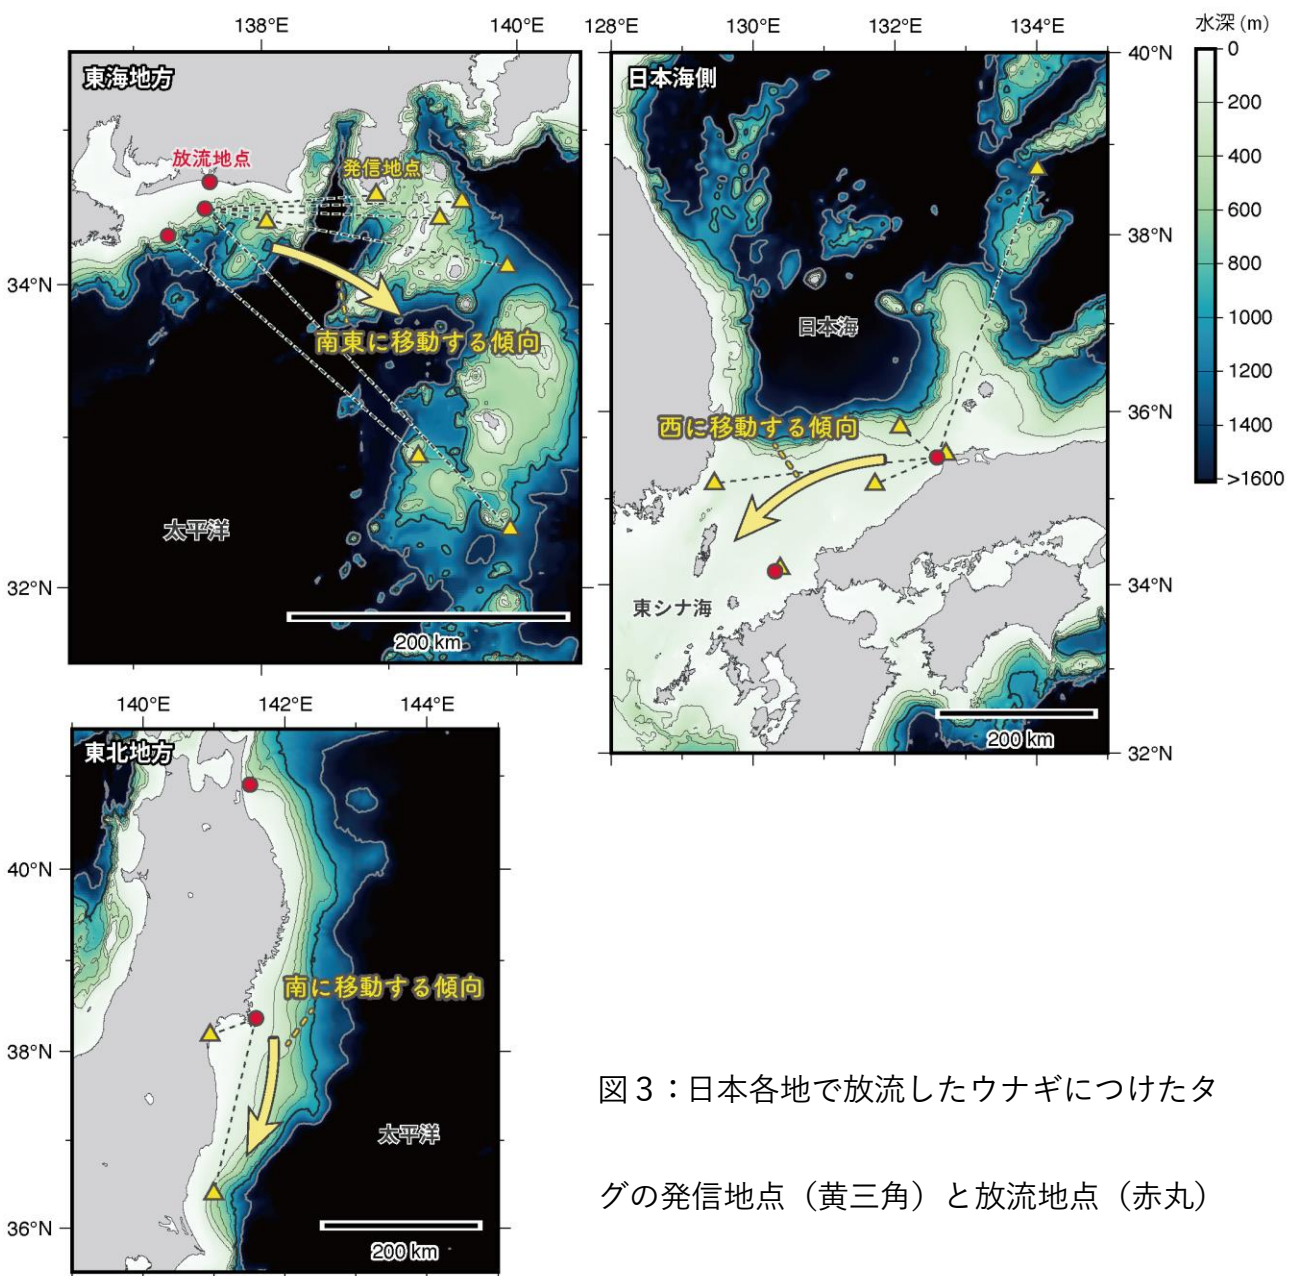 138°E
140°E
東海地方
放流地点
発信地点
34°N
南東に移動する傾向
太平洋
32°N
200 km
128°E
130°E
132°E
134°E
水深 (m)
日本海側
40°N
0
200
400
600
800
1000
1200
1400
>1600
38°N
日本海
36°N
西に移動する傾向
34°N
東シナ海
200 km
32°N
140°E
142°E
144°E
東北地方
40°N
南に移動する傾向
38°N
太平洋
36°N
200 km
図３：日本各地で放流したウナギにつけたタ
グの発信地点（黄三角）と放流地点（赤丸）